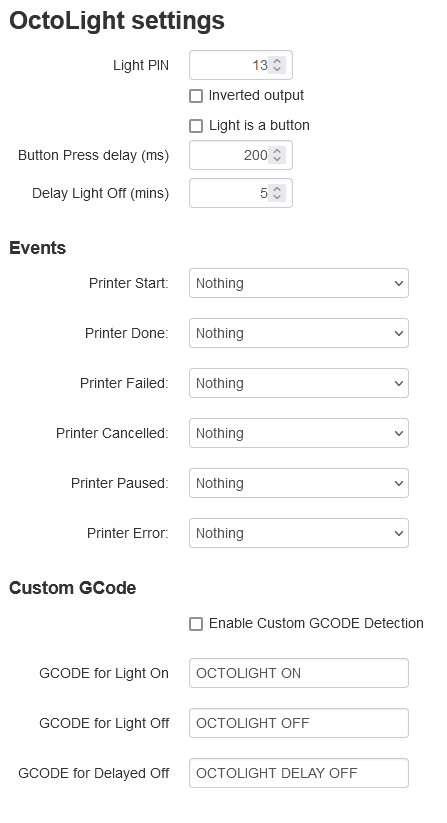 OctoLight settings
Light PIN 13
Inverted output
Light is a button
Button Press delay (ms) 200
Delay Light Off (mins) 5
Events
Printer Start: Nothing
Printer Done: Nothing
Printer Failed: Nothing
Printer Cancelled: Nothing
Printer Paused: Nothing
Printer Error: Nothing
Custom GCode
Enable Custom GCODE Detection
GCODE for Light On OCTOLIGHT ON
GCODE for Light Off OCTOLIGHT OFF
GCODE for Delayed Off OCTOLIGHT DELAY OFF